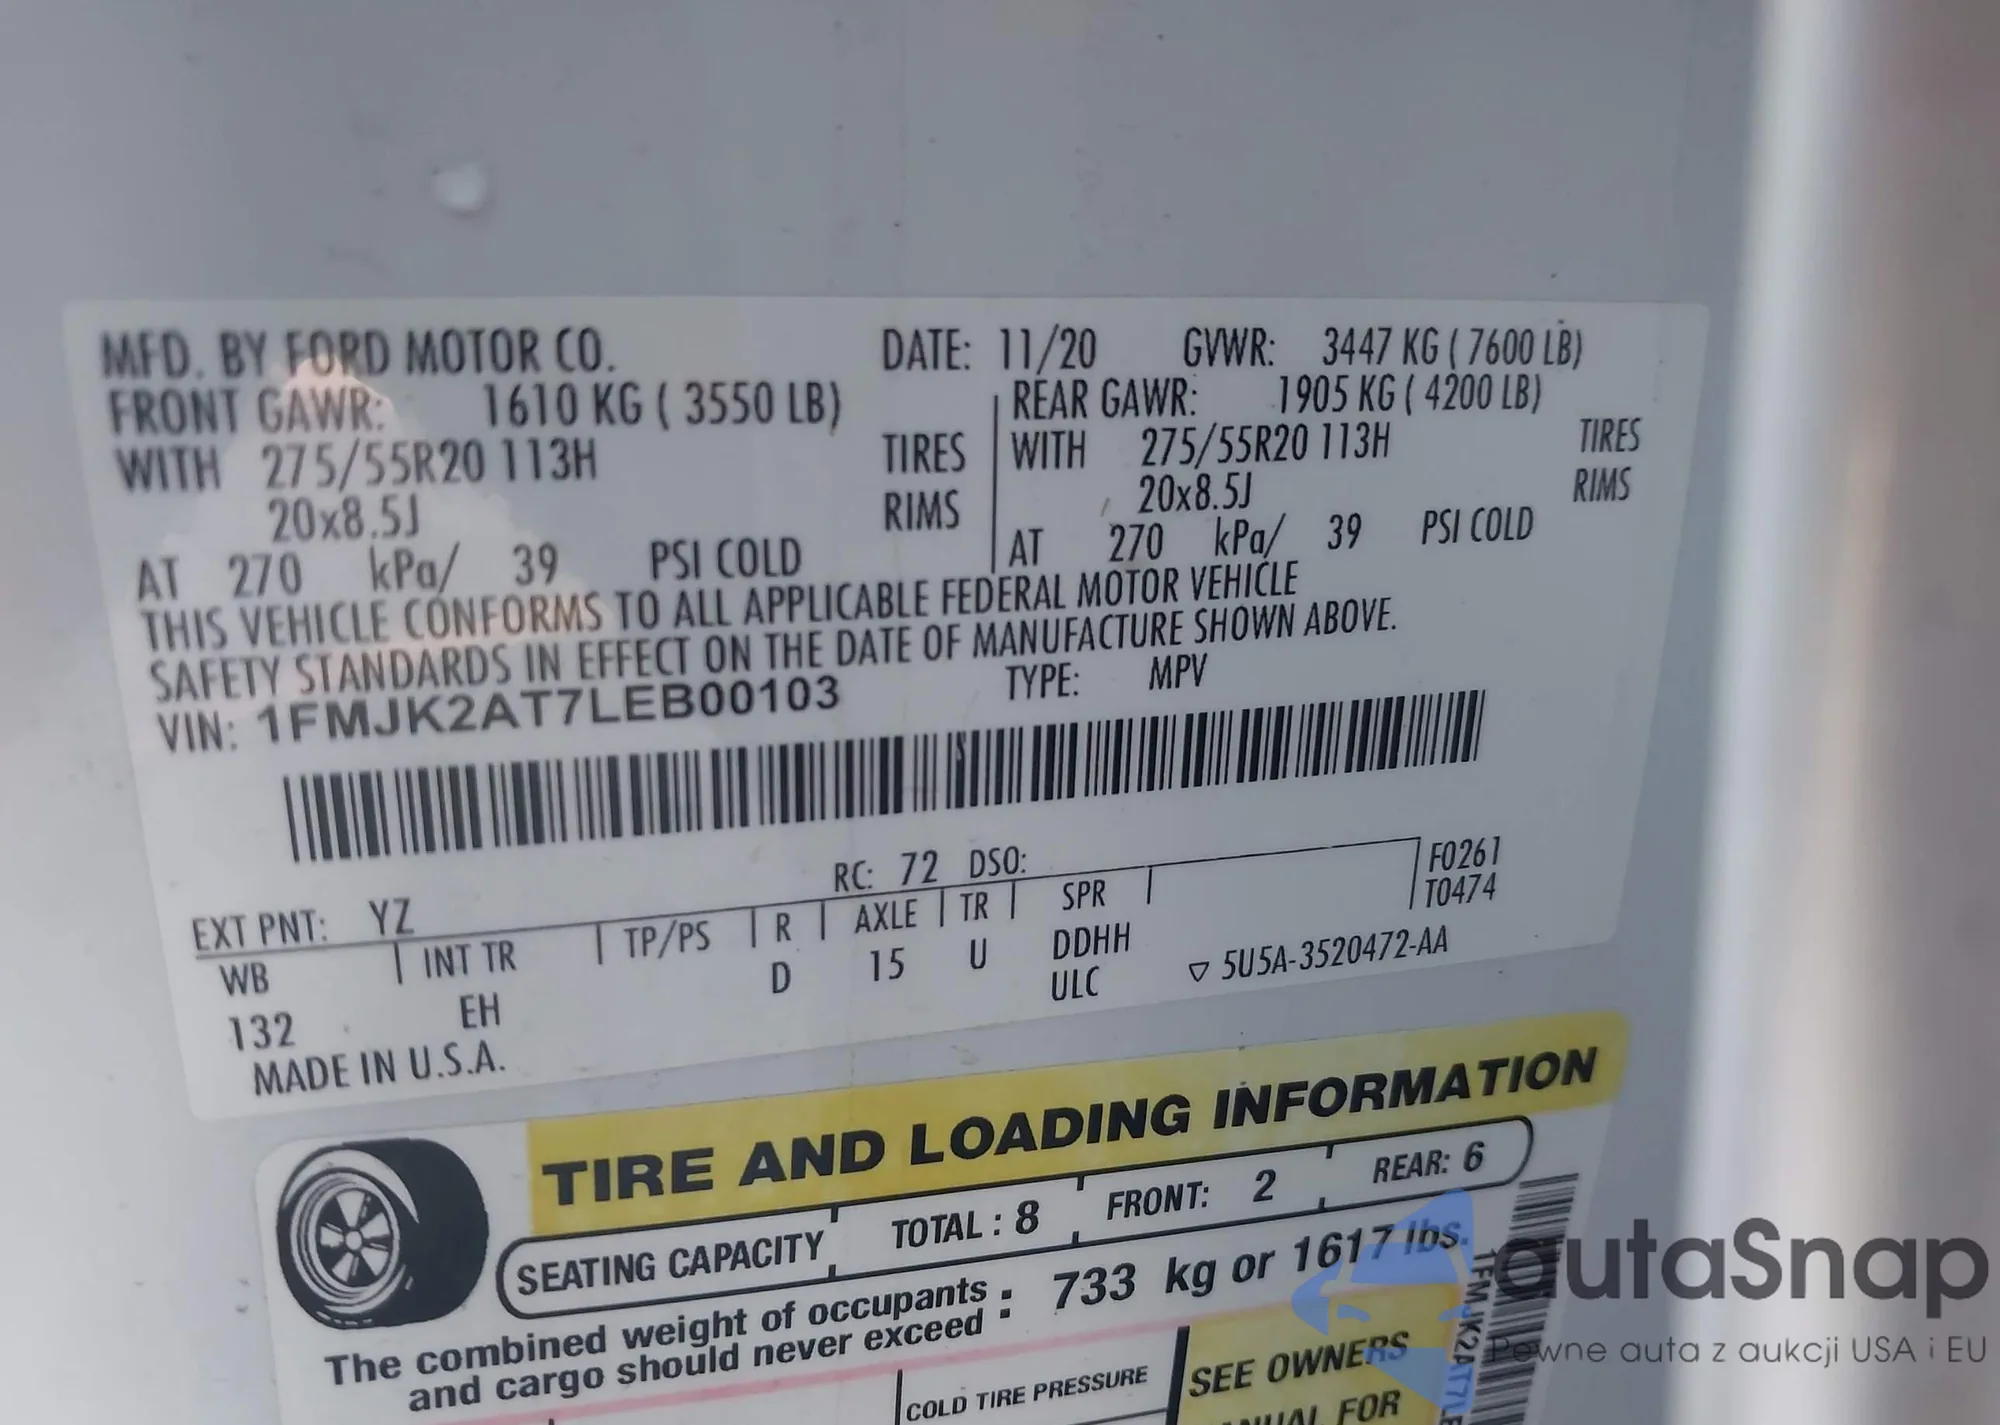 MFD. BY FORD MOTOR CO. DATE: 11/20 GVWR: 3447 KG ( 7600 LB)
FRONT GAWR: 1610 KG ( 3550 LB) REAR GAWR: 1905 KG ( 4200 LB)
WITH 275/55R20 113H TIRES WITH 275/55R20 113H TIRES
20x8.5J RIMS 20x8.5J RIMS
AT 270 kPa/ 39 PSI COLD AT 270 kPa/ 39 PSI COLD
THIS VEHICLE CONFORMS TO ALL APPLICABLE FEDERAL MOTOR VEHICLE
SAFETY STANDARDS IN EFFECT ON THE DATE OF MANUFACTURE SHOWN ABOVE.
VIN: 1FMJK2AT7LEB00103 TYPE: MPV
RC: 72 DSO: F0261
EXT PNT: YZ T0474
WB INT TR TP/PS R AXLE TR SPR
132 EH D 15 U DDHH
ULC ▽ 5U5A-3520472-AA
MADE IN U.S.A.
TIRE AND LOADING INFORMATION
SEATING CAPACITY TOTAL : 8 FRONT: 2 REAR: 6
The combined weight of occupants
and cargo should never exceed : 733 kg or 1617 lbs.
COLD TIRE PRESSURE
SEE OWNERS
FOR
1FMJK2AT7LE
autaSnap
Pewne auta z aukcji USA i EU